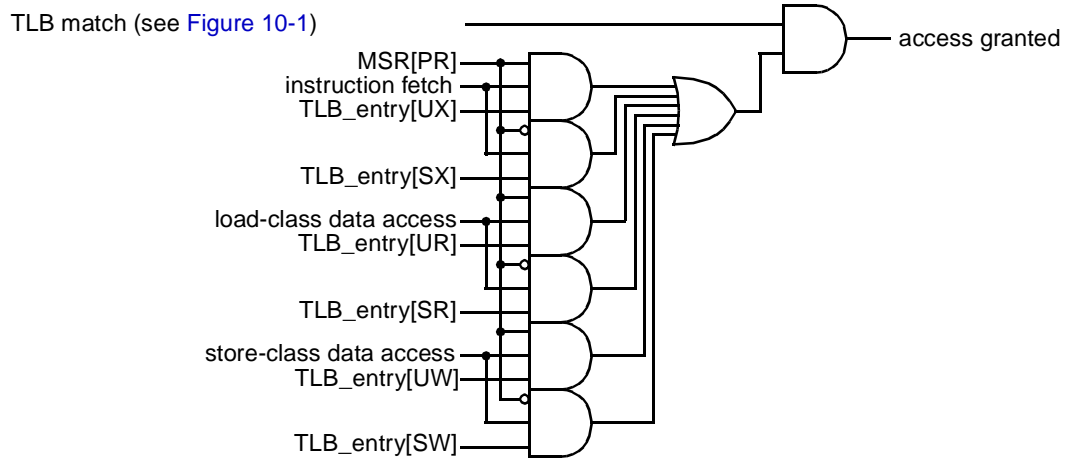 TLB match (see Figure 10-1)
access granted
MSR[PR]
instruction fetch
TLB_entry[UX]
TLB_entry[SX]
load-class data access
TLB_entry[UR]
TLB_entry[SR]
store-class data access
TLB_entry[UW]
TLB_entry[SW]